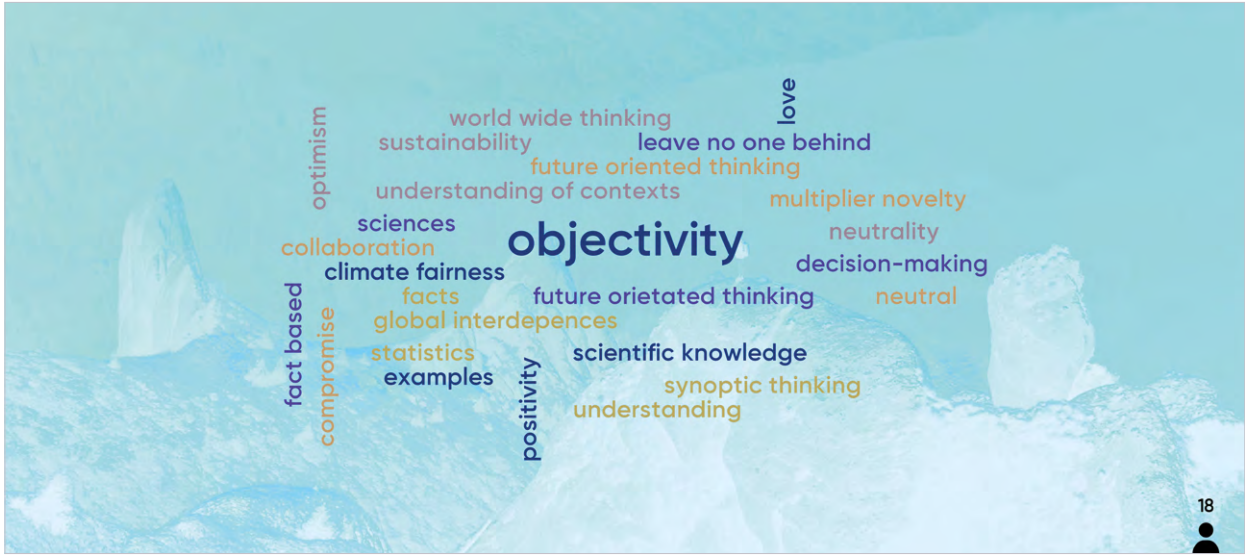 love
optimism
world wide thinking
sustainability
leave no one behind
future oriented thinking
understanding of contexts
multiplier novelty
sciences
objectivity
neutrality
collaboration
decision-making
climate fairness
facts
future orietated thinking
neutral
fact based
compromise
global interdepences
statistics
scientific knowledge
examples
positivity
synoptic thinking
understanding
18